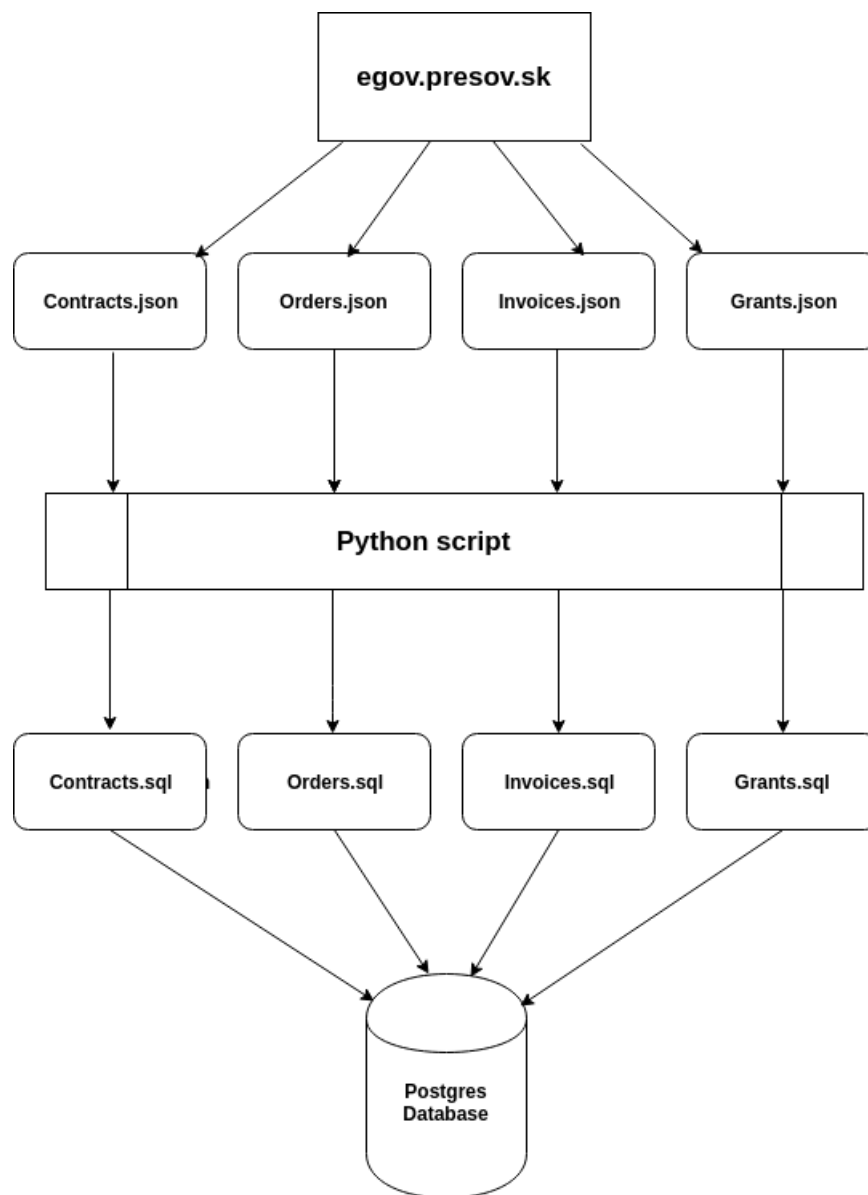 egov.presov.sk
Contracts.json
Orders.json
Invoices.json
Grants.json
Python script
Contracts.sql
Orders.sql
Invoices.sql
Grants.sql
Postgres
Database